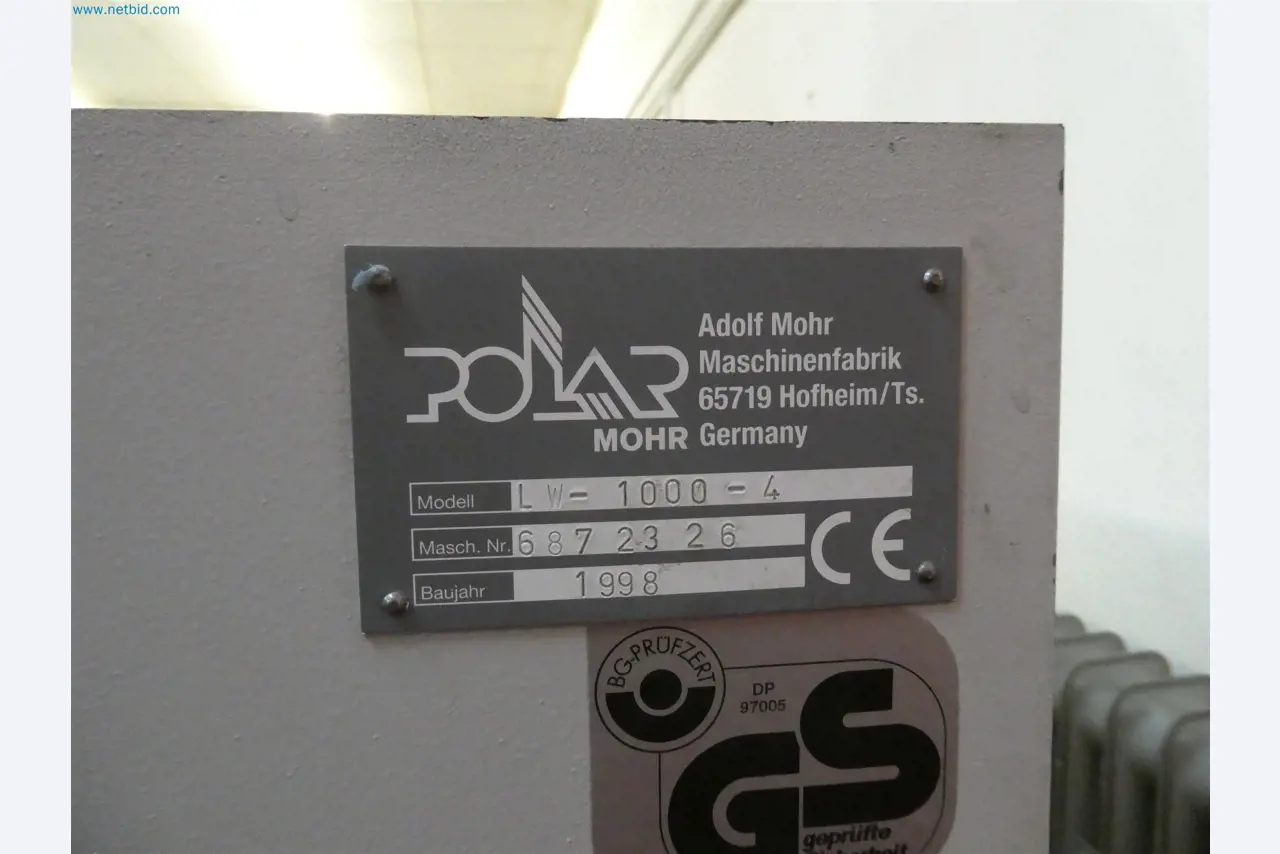 www.netbid.com
POLAR
MOHR
Adolf Mohr
Maschinenfabrik
65719 Hofheim/Ts.
Germany
Modell LW- 1000 - 4
Masch. Nr. 687 23 26
Baujahr 1998
CE
BG-PRÜFZERT
DP
97005
GS
geprüfte